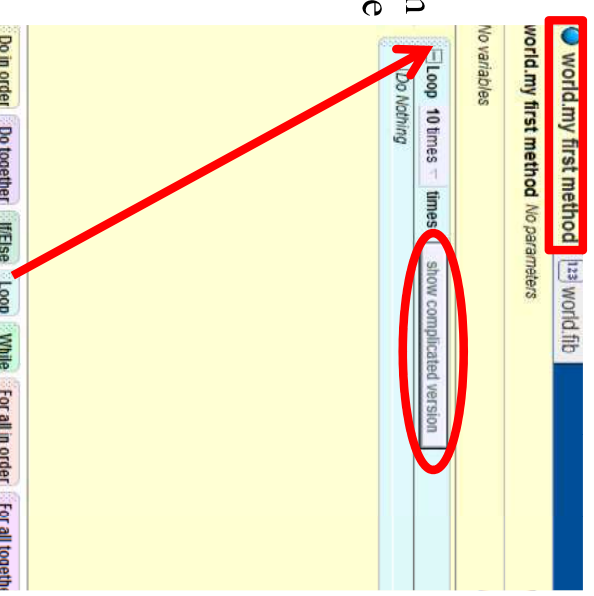 world.my first method 123 world.fib
world.my first method No parameters
No variables
Loop 10 times times show complicated version
Do Nothing
Do in order Do together If/Else Loop While For all in order
n
e